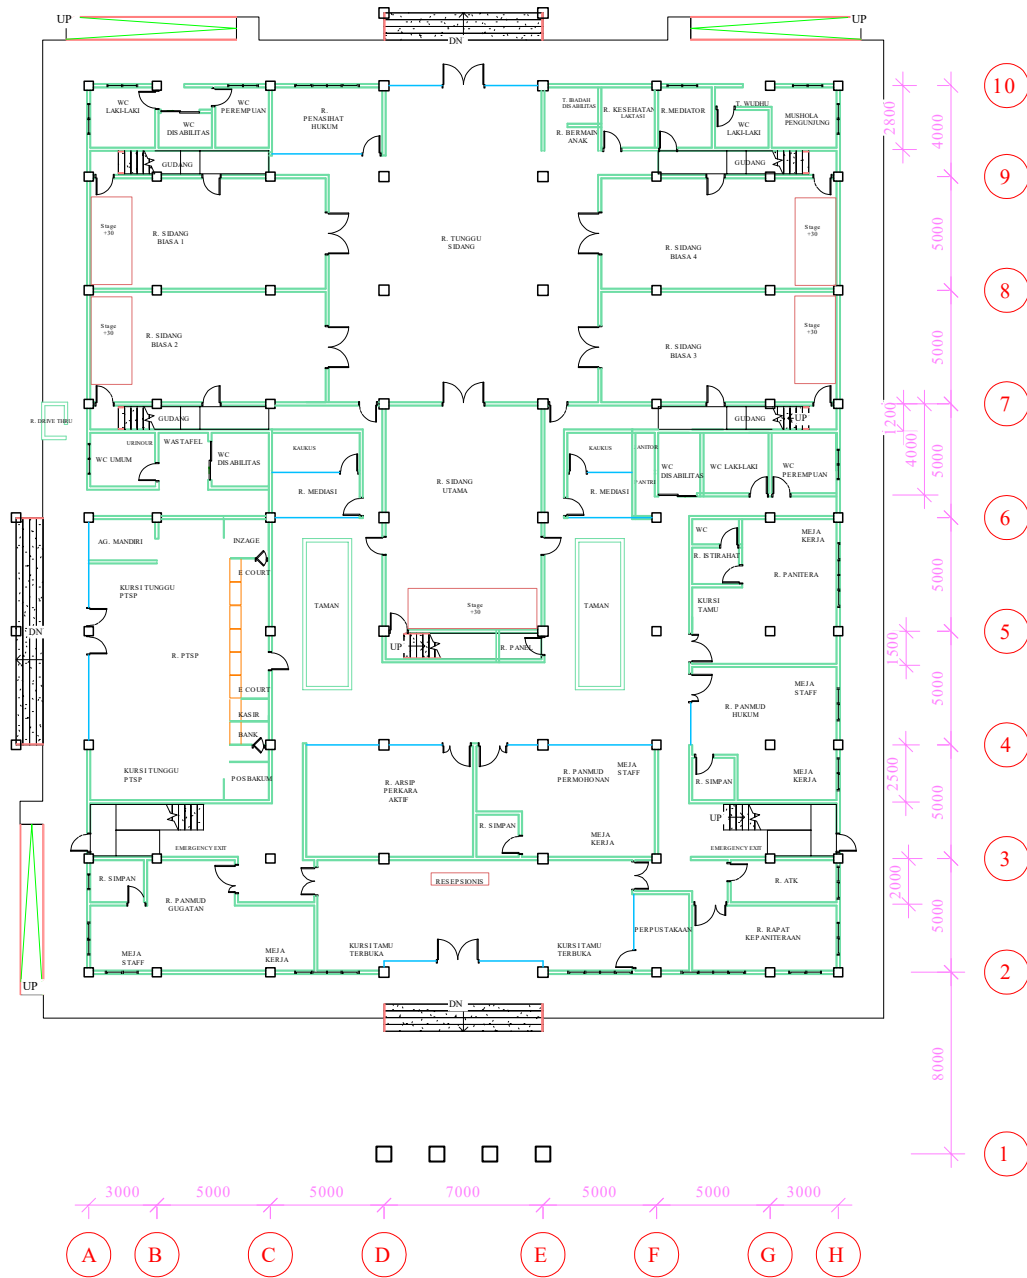 UP
DN
UP
WC
LAKI-LAKI
WC
DISABILITAS
WC
PEREMPUAN
R.
PENASIHAT
HUKUM
T. IBADAH
DISABILITAS
R. BERMAIN
ANAK
R. KESEHATAN
LAKTASI
R.MEDIATOR
T. WUDHU
WC
LAKI-LAKI
MUSHOLA
PENGUNJUNG
10
2800
4000
GUDANG
GUDANG
9
Stage
+30
R. SIDANG
BIASA 1
R. TUNGGU
SIDANG
R. SIDANG
BIASA 4
Stage
+30
5000
8
Stage
+30
R. SIDANG
BIASA 2
R. SIDANG
BIASA 3
Stage
+30
5000
7
R. DRIVE THRU
GUDANG
GUDANG
UP
1200
4000
5000
URINOUR
WASTAFEL
WC UMUM
WC
DISABILITAS
KAUKUS
R. MEDIASI
R. SIDANG
UTAMA
KAUKUS
R. MEDIASI
JANITOR
PANTRI
WC
DISABILITAS
WC LAKI-LAKI
WC
PEREMPUAN
6
AG. MANDIRI
INZAGE
E COURT
WC
R. ISTIRAHAT
MEJA
KERJA
R. PANITERA
KURSI
TAMU
5000
KURSI TUNGGU
PTSP
TAMAN
Stage
+30
TAMAN
DN
UP
R. PANEL
5
R. PTSP
1500
5000
E COURT
KASIR
BANK
MEJA
STAFF
R. PANMUD
HUKUM
4
KURSI TUNGGU
PTSP
POSBAKUM
R. ARSIP
PERKARA
AKTIF
R. PANMUD
PERMOHONAN
MEJA
STAFF
R. SIMPAN
MEJA
KERJA
2500
5000
R. SIMPAN
MEJA
KERJA
UP
EMERGENCY EXIT
EMERGENCY EXIT
3
R. SIMPAN
R. PANMUD
GUGATAN
RESEPSIONIS
R. ATK
2000
5000
PERPUSTAKAAN
R. RAPAT
KEPANITERAAN
MEJA
STAFF
MEJA
KERJA
KURSI TAMU
TERBUKA
KURSI TAMU
TERBUKA
2
UP
DN
8000
1
3000
5000
5000
7000
5000
5000
3000
A
B
C
D
E
F
G
H